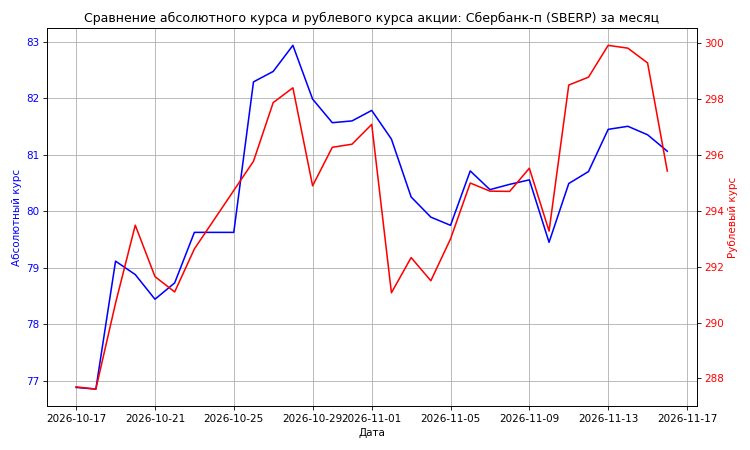 Сравнение абсолютного курса и рублевого курса акции: Сбербанк-п (SBERP) за месяц
Абсолютный курс
83
82
81
80
79
78
77
300
298
296
294
292
290
288
Рублевый курс
2026-10-17 2026-10-21 2026-10-25 2026-10-29 2026-11-01 2026-11-05 2026-11-09 2026-11-13 2026-11-17
Дата